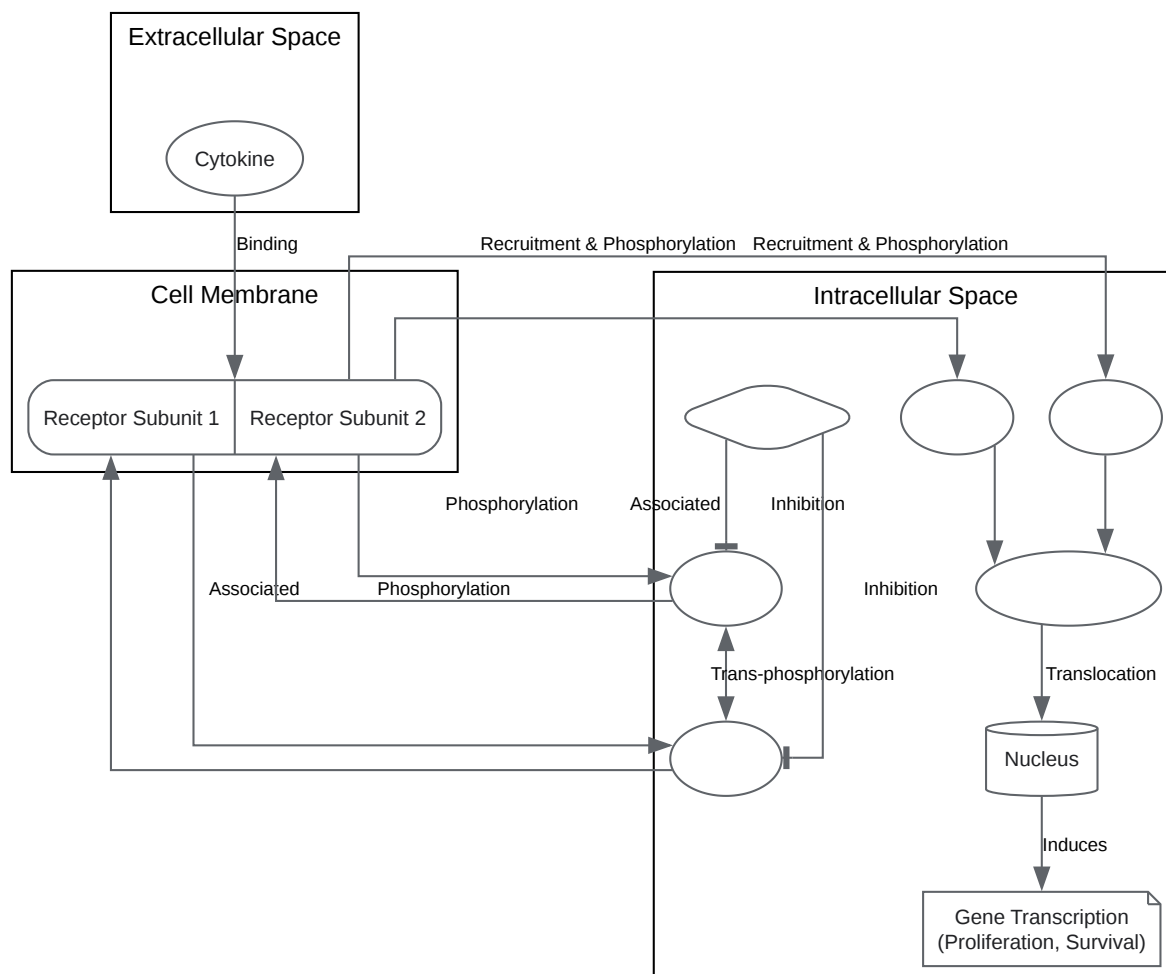 Extracellular Space
Cytokine
Binding
Recruitment & Phosphorylation
Recruitment & Phosphorylation
Cell Membrane
Intracellular Space
Receptor Subunit 1
Receptor Subunit 2
Phosphorylation
Associated
Inhibition
Associated
Phosphorylation
Inhibition
Trans-phosphorylation
Translocation
Nucleus
Induces
Gene Transcription
(Proliferation, Survival)